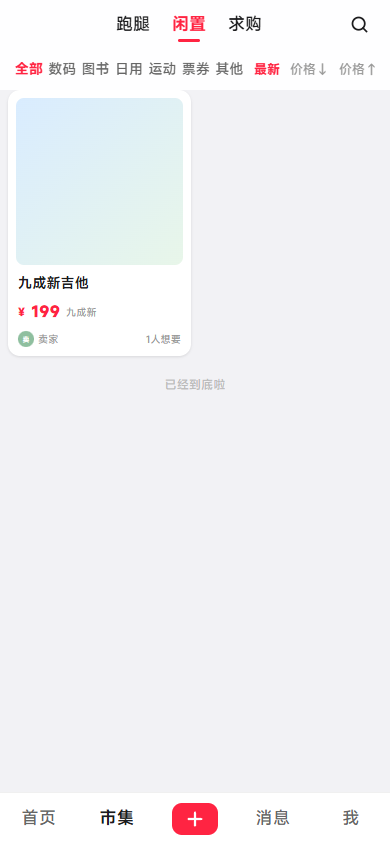 跑腿 闲置 求购
全部 数码 图书 日用 运动 票券 其他 最新 价格↓ 价格↑
九成新吉他
¥ 199 九成新
卖家 1人想要
已经到底啦
首页 市集 + 消息 我